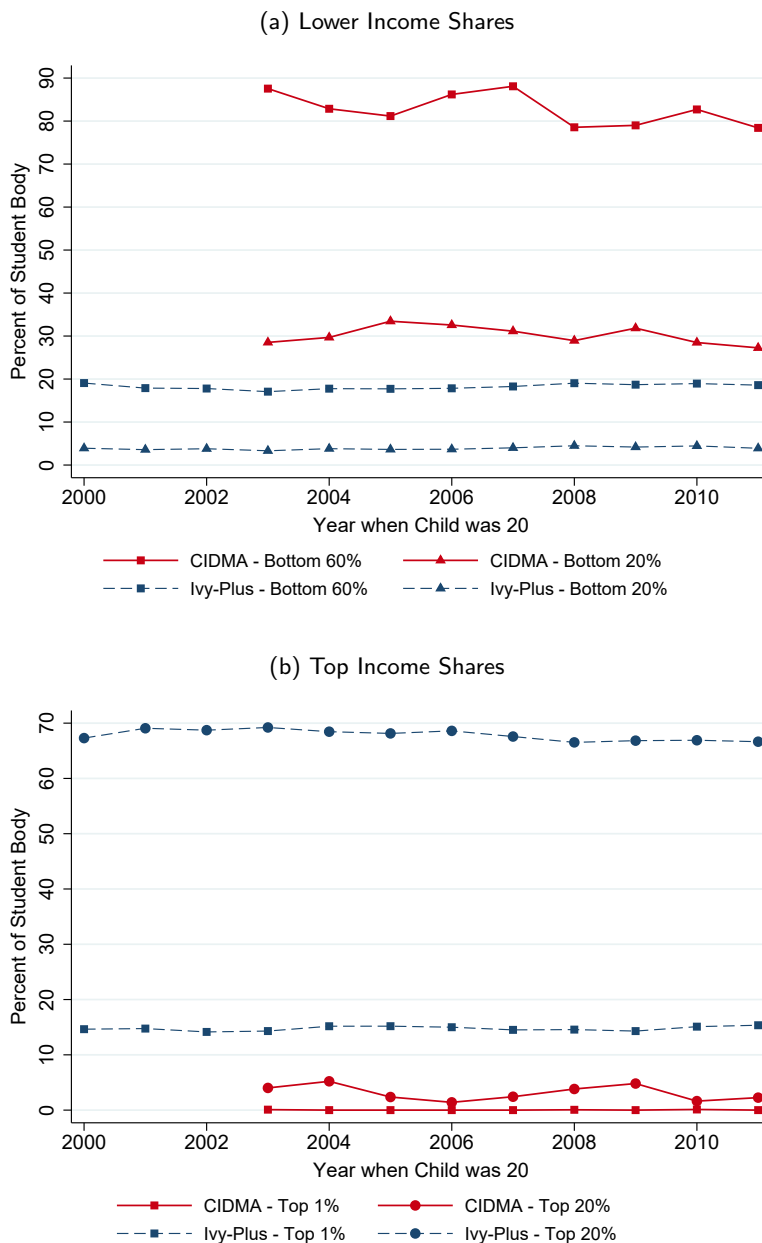 (a) Lower Income Shares
Percent of Student Body
90
80
70
60
50
40
30
20
10
0
2000 2002 2004 2006 2008 2010
Year when Child was 20
CIDMA - Bottom 60% CIDMA - Bottom 20%
Ivy-Plus - Bottom 60% Ivy-Plus - Bottom 20%
(b) Top Income Shares
Percent of Student Body
70
60
50
40
30
20
10
0
2000 2002 2004 2006 2008 2010
Year when Child was 20
CIDMA - Top 1% CIDMA - Top 20%
Ivy-Plus - Top 1% Ivy-Plus - Top 20%